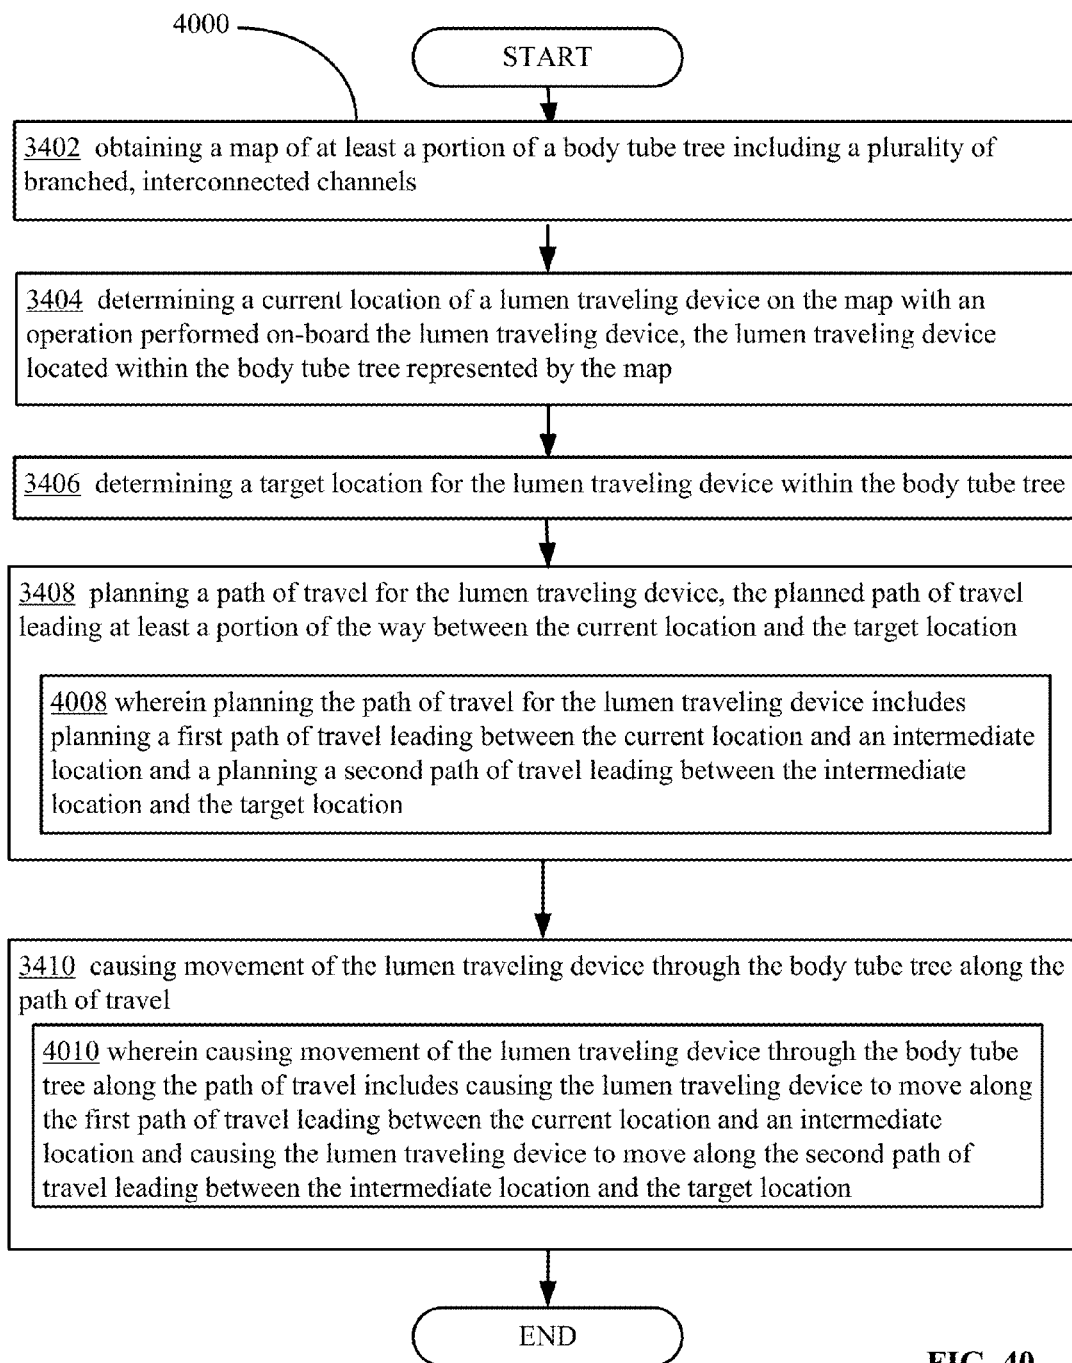 4000
START
3402 obtaining a map of at least a portion of a body tube tree including a plurality of
branched, interconnected channels
3404 determining a current location of a lumen traveling device on the map with an
operation performed on-board the lumen traveling device, the lumen traveling device
located within the body tube tree represented by the map
3406 determining a target location for the lumen traveling device within the body tube tree
3408 planning a path of travel for the lumen traveling device, the planned path of travel
leading at least a portion of the way between the current location and the target location
4008 wherein planning the path of travel for the lumen traveling device includes
planning a first path of travel leading between the current location and an intermediate
location and a planning a second path of travel leading between the intermediate
location and the target location
3410 causing movement of the lumen traveling device through the body tube tree along the
path of travel
4010 wherein causing movement of the lumen traveling device through the body tube
tree along the path of travel includes causing the lumen traveling device to move along
the first path of travel leading between the current location and an intermediate
location and causing the lumen traveling device to move along the second path of
travel leading between the intermediate location and the target location
END
FIG. 40